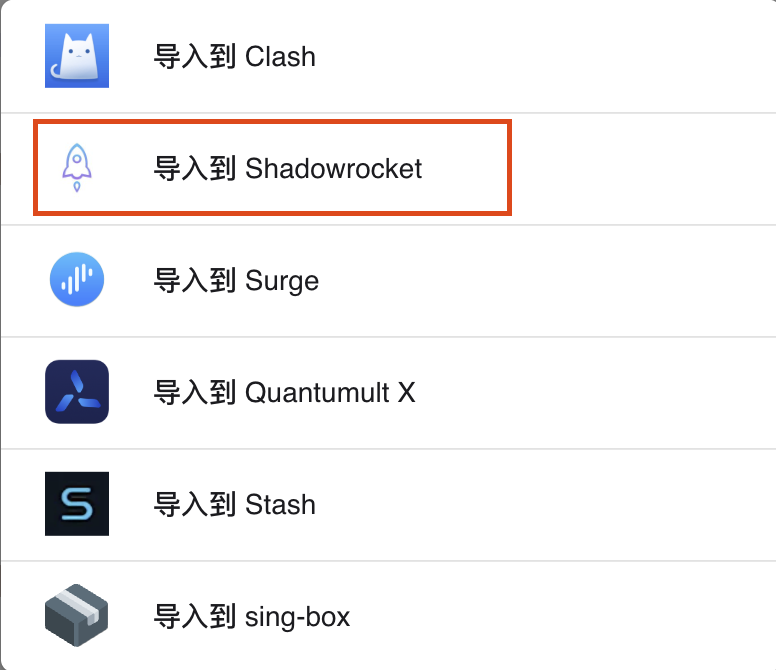 导入到 Clash
导入到 Shadowrocket
导入到 Surge
导入到 Quantumult X
导入到 Stash
导入到 sing-box